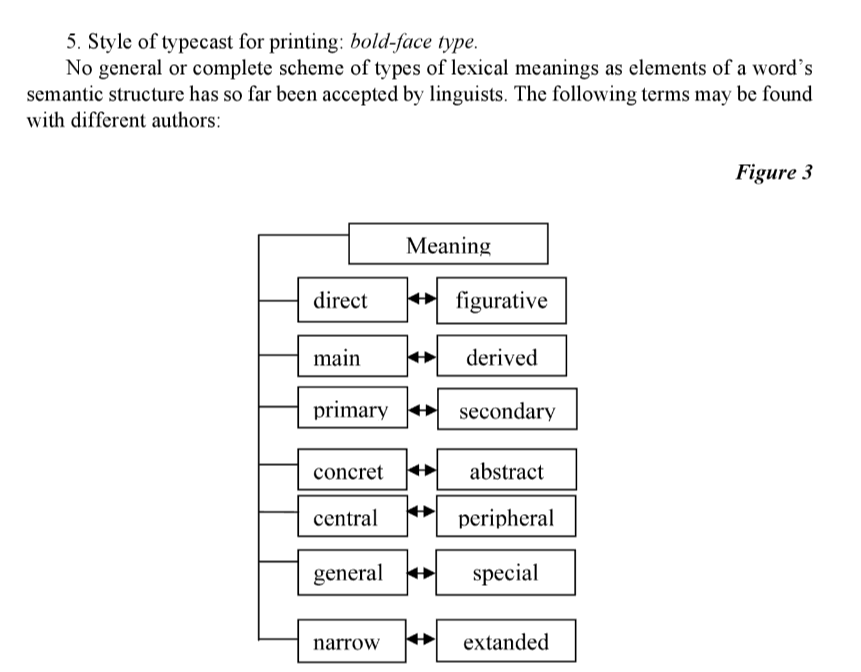 5. Style of typecast for printing: bold-face type.
No general or complete scheme of types of lexical meanings as elements of a word’s
semantic structure has so far been accepted by linguists. The following terms may be found
with different authors:
Figure 3
Meaning
direct figurative
main derived
primary secondary
concret abstract
central peripheral
general special
narrow extanded